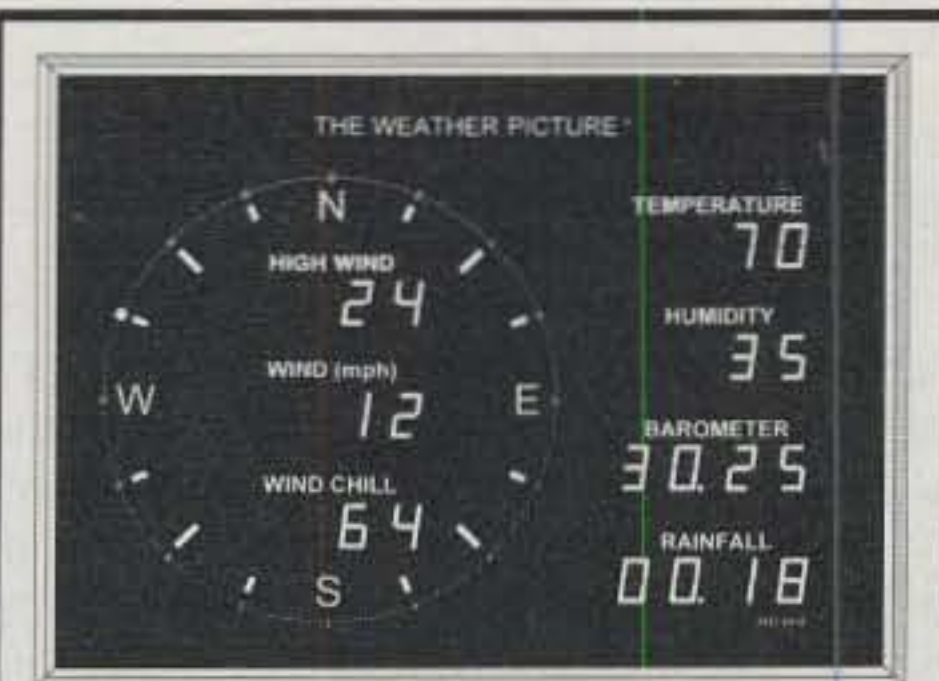 THE WEATHER PICTURE
N
HIGH WIND
24
WIND (mph)
12
W
E
WIND CHILL
64
S
TEMPERATURE
70
HUMIDITY
35
BAROMETER
30.25
RAINFALL
00.18